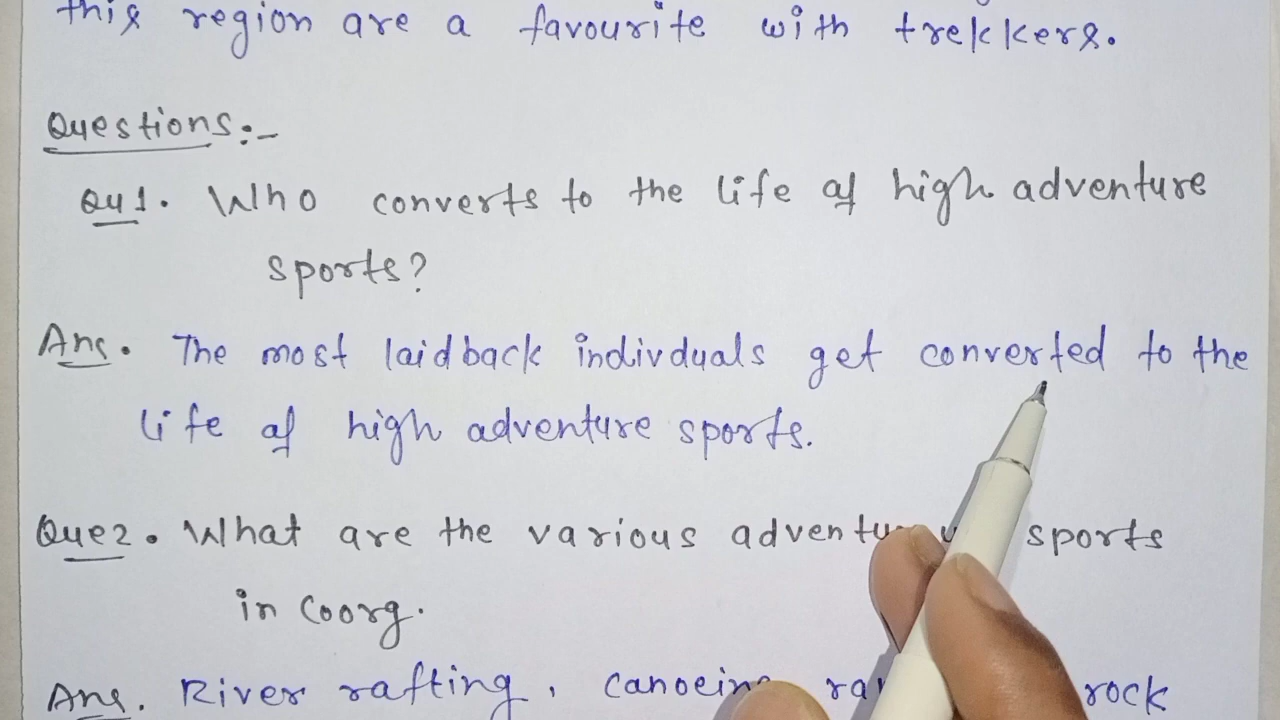 this region are a favourite with trekkers.
Questions:-
Qu1. Who converts to the life of high adventure
sports?
Ans. The most laidback indivduals get converted to the
life of high adventure sports.
Que2. What are the various sports
in Coorg.
Ans. River rafting, rock